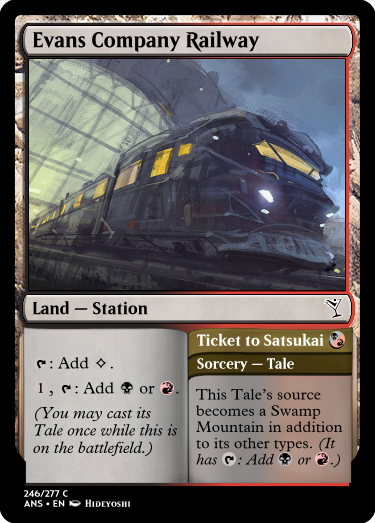 Evans Company Railway
Land — Station
: Add .
1 , : Add or .
(You may cast its
Tale once while this is
on the battlefield.)
Ticket to Satsukai
Sorcery — Tale
This Tale's source
becomes a Swamp
Mountain in addition
to its other types. (It
has : Add or .)
246/277 C
ANS • EN Hideyoshi